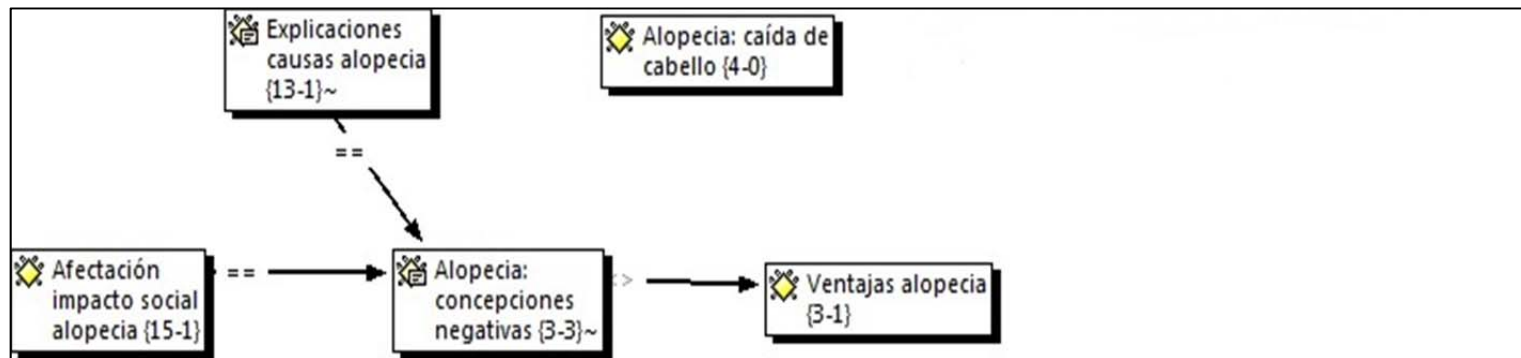 Explicaciones
causas alopecia
{13-1}~
Alopecia: caída de
cabello {4-0}
==
Afectación
impacto social
alopecia {15-1}
==
Alopecia:
concepciones
negativas {3-3}~
<>
Ventajas alopecia
{3-1}